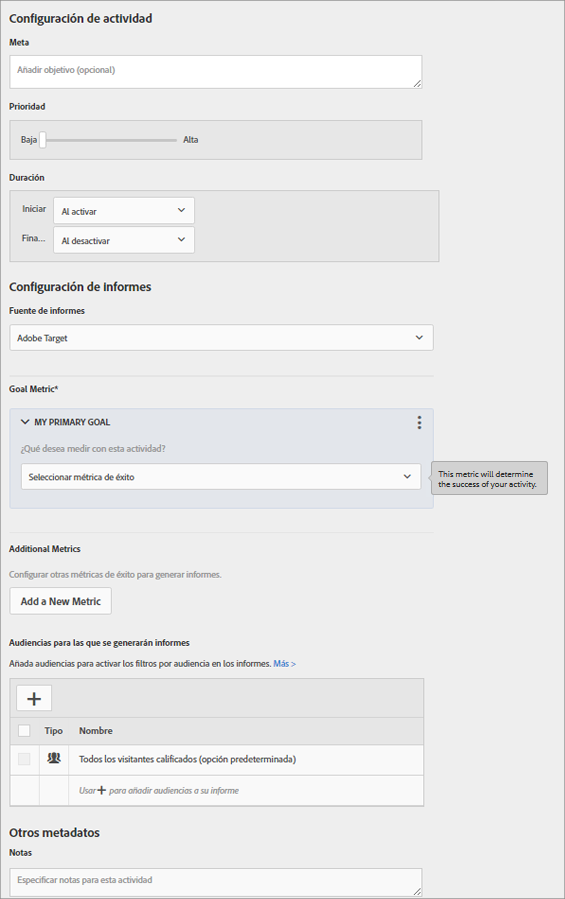 Configuración de actividad
Meta
Añadir objetivo (opcional)
Prioridad
Baja Alta
Duración
Iniciar Al activar
Fina... Al desactivar
Configuración de informes
Fuente de informes
Adobe Target
Goal Metric*
MY PRIMARY GOAL
¿Qué desea medir con esta actividad?
Seleccionar métrica de éxito
This metric will determine
the success of your activity.
Additional Metrics
Configurar otras métricas de éxito para generar informes.
Add a New Metric
Audiencias para las que se generarán informes
Añada audiencias para activar los filtros por audiencia en los informes. Más >
+
Tipo Nombre
Todos los visitantes calificados (opción predeterminada)
Usar + para añadir audiencias a su informe
Otros metadatos
Notas
Especificar notas para esta actividad